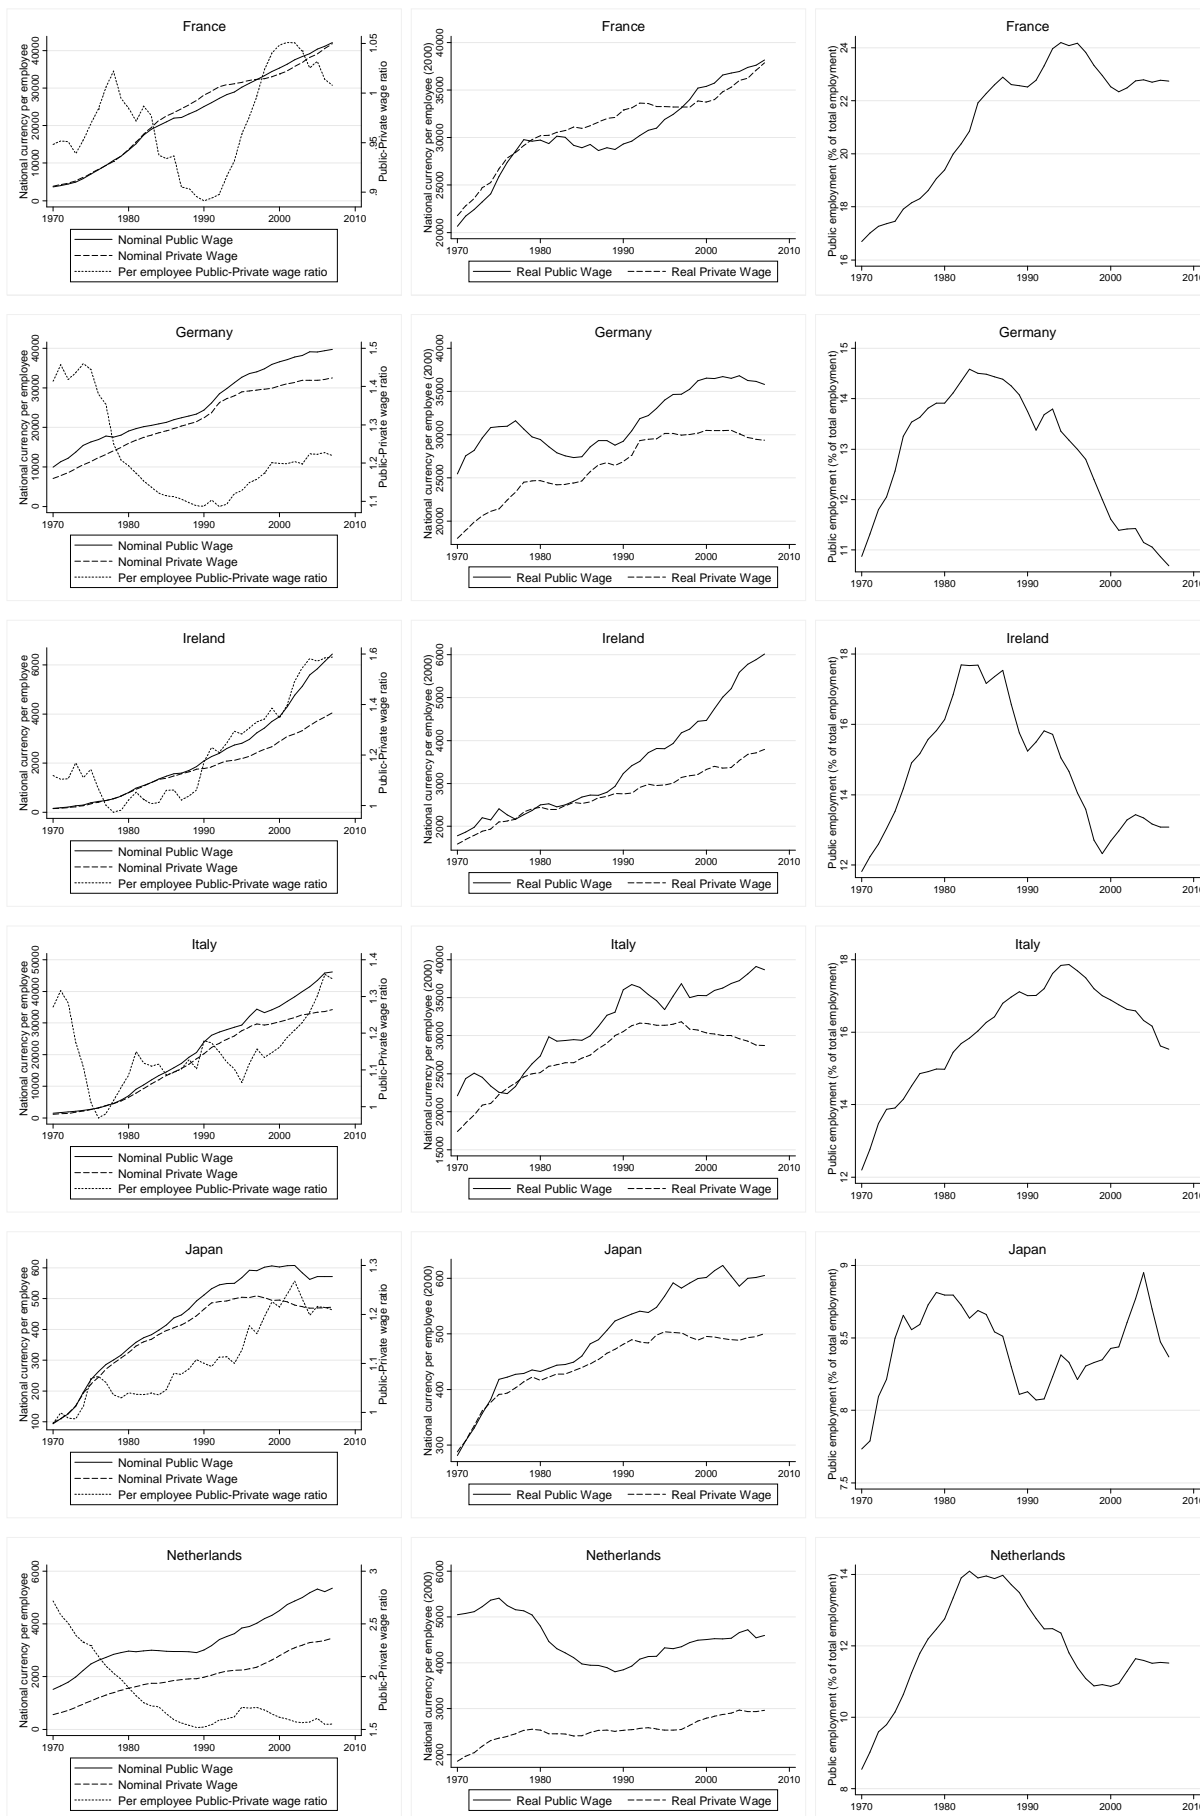 France
National currency per employee
0 10000 20000 30000 40000
.9 .95 1 1.05
Public-Private wage ratio
1970 1980 1990 2000 2010
Nominal Public Wage
Nominal Private Wage
Per employee Public-Private wage ratio
France
National currency per employee (2000)
20000 25000 30000 35000 40000
1970 1980 1990 2000 2010
Real Public Wage Real Private Wage
France
Public employment (% of total employment)
16 18 20 22 24
1970 1980 1990 2000 2010
Germany
National currency per employee
0 10000 20000 30000 40000
1.1 1.2 1.3 1.4 1.5
Public-Private wage ratio
1970 1980 1990 2000 2010
Nominal Public Wage
Nominal Private Wage
Per employee Public-Private wage ratio
Germany
National currency per employee (2000)
20000 25000 30000 35000 40000
1970 1980 1990 2000 2010
Real Public Wage Real Private Wage
Germany
Public employment (% of total employment)
11 12 13 14 15
1970 1980 1990 2000 2010
Ireland
National currency per employee
0 2000 4000 6000
1 1.2 1.4 1.6
Public-Private wage ratio
1970 1980 1990 2000 2010
Nominal Public Wage
Nominal Private Wage
Per employee Public-Private wage ratio
Ireland
National currency per employee (2000)
2000 3000 4000 5000 6000
1970 1980 1990 2000 2010
Real Public Wage Real Private Wage
Ireland
Public employment (% of total employment)
12 14 16 18
1970 1980 1990 2000 2010
Italy
National currency per employee
0 10000 20000 30000 40000 50000
1 1.1 1.2 1.3 1.4
Public-Private wage ratio
1970 1980 1990 2000 2010
Nominal Public Wage
Nominal Private Wage
Per employee Public-Private wage ratio
Italy
National currency per employee (2000)
15000 20000 25000 30000 35000 40000
1970 1980 1990 2000 2010
Real Public Wage Real Private Wage
Italy
Public employment (% of total employment)
12 14 16 18
1970 1980 1990 2000 2010
Japan
National currency per employee
100 200 300 400 500 600
1 1.1 1.2 1.3
Public-Private wage ratio
1970 1980 1990 2000 2010
Nominal Public Wage
Nominal Private Wage
Per employee Public-Private wage ratio
Japan
National currency per employee (2000)
300 400 500 600
1970 1980 1990 2000 2010
Real Public Wage Real Private Wage
Japan
Public employment (% of total employment)
7.5 8 8.5 9
1970 1980 1990 2000 2010
Netherlands
National currency per employee
0 2000 4000 6000
1.5 2 2.5 3
Public-Private wage ratio
1970 1980 1990 2000 2010
Nominal Public Wage
Nominal Private Wage
Per employee Public-Private wage ratio
Netherlands
National currency per employee (2000)
2000 3000 4000 5000 6000
1970 1980 1990 2000 2010
Real Public Wage Real Private Wage
Netherlands
Public employment (% of total employment)
8 10 12 14
1970 1980 1990 2000 2010